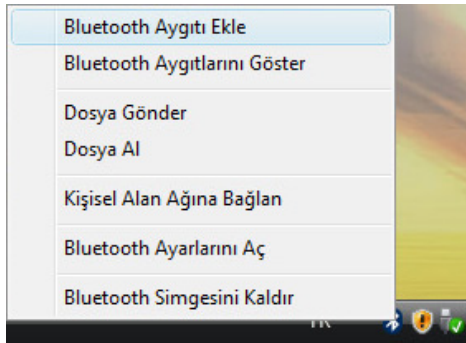 Bluetooth Aygıtı Ekle
Bluetooth Aygıtlarını Göster
Dosya Gönder
Dosya Al
Kişisel Alan Ağına Bağlan
Bluetooth Ayarlarını Aç
Bluetooth Simgesini Kaldır